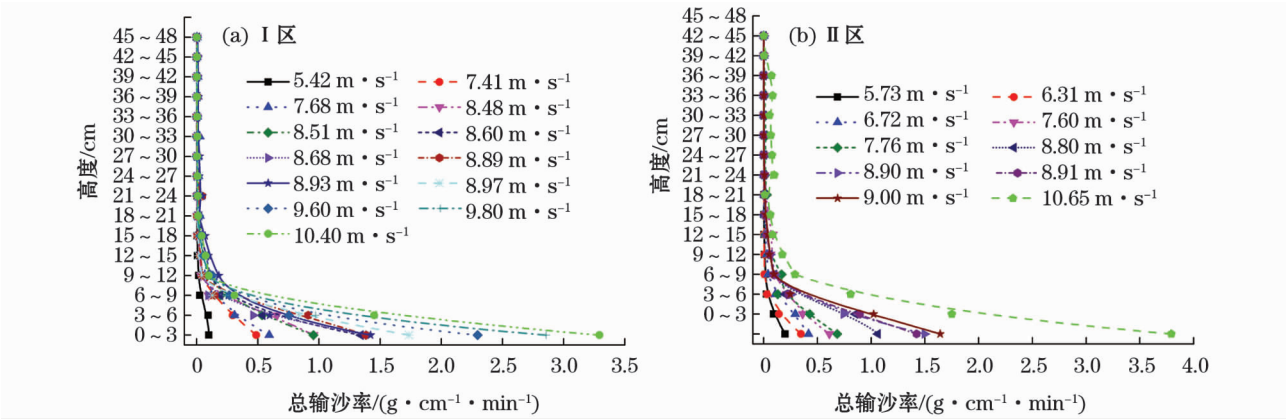 (a) Ⅰ区
高度/cm
45～48
42～45
39～42
36～39
33～36
30～33
27～30
24～27
21～24
18～21
15～18
12～15
9～12
6～9
3～6
0～3
5.42 m·s⁻¹ 7.41 m·s⁻¹
7.68 m·s⁻¹ 8.48 m·s⁻¹
8.51 m·s⁻¹ 8.60 m·s⁻¹
8.68 m·s⁻¹ 8.89 m·s⁻¹
8.93 m·s⁻¹ 8.97 m·s⁻¹
9.60 m·s⁻¹ 9.80 m·s⁻¹
10.40 m·s⁻¹
0 0.5 1.0 1.5 2.0 2.5 3.0 3.5
总输沙率/(g·cm⁻¹·min⁻¹)
(b) Ⅱ区
高度/cm
45～48
42～45
39～42
36～39
33～36
30～33
27～30
24～27
21～24
18～21
15～18
12～15
9～12
6～9
3～6
0～3
5.73 m·s⁻¹ 6.31 m·s⁻¹
6.72 m·s⁻¹ 7.60 m·s⁻¹
7.76 m·s⁻¹ 8.80 m·s⁻¹
8.90 m·s⁻¹ 8.91 m·s⁻¹
9.00 m·s⁻¹ 10.65 m·s⁻¹
0 0.5 1.0 1.5 2.0 2.5 3.0 3.5 4.0
总输沙率/(g·cm⁻¹·min⁻¹)